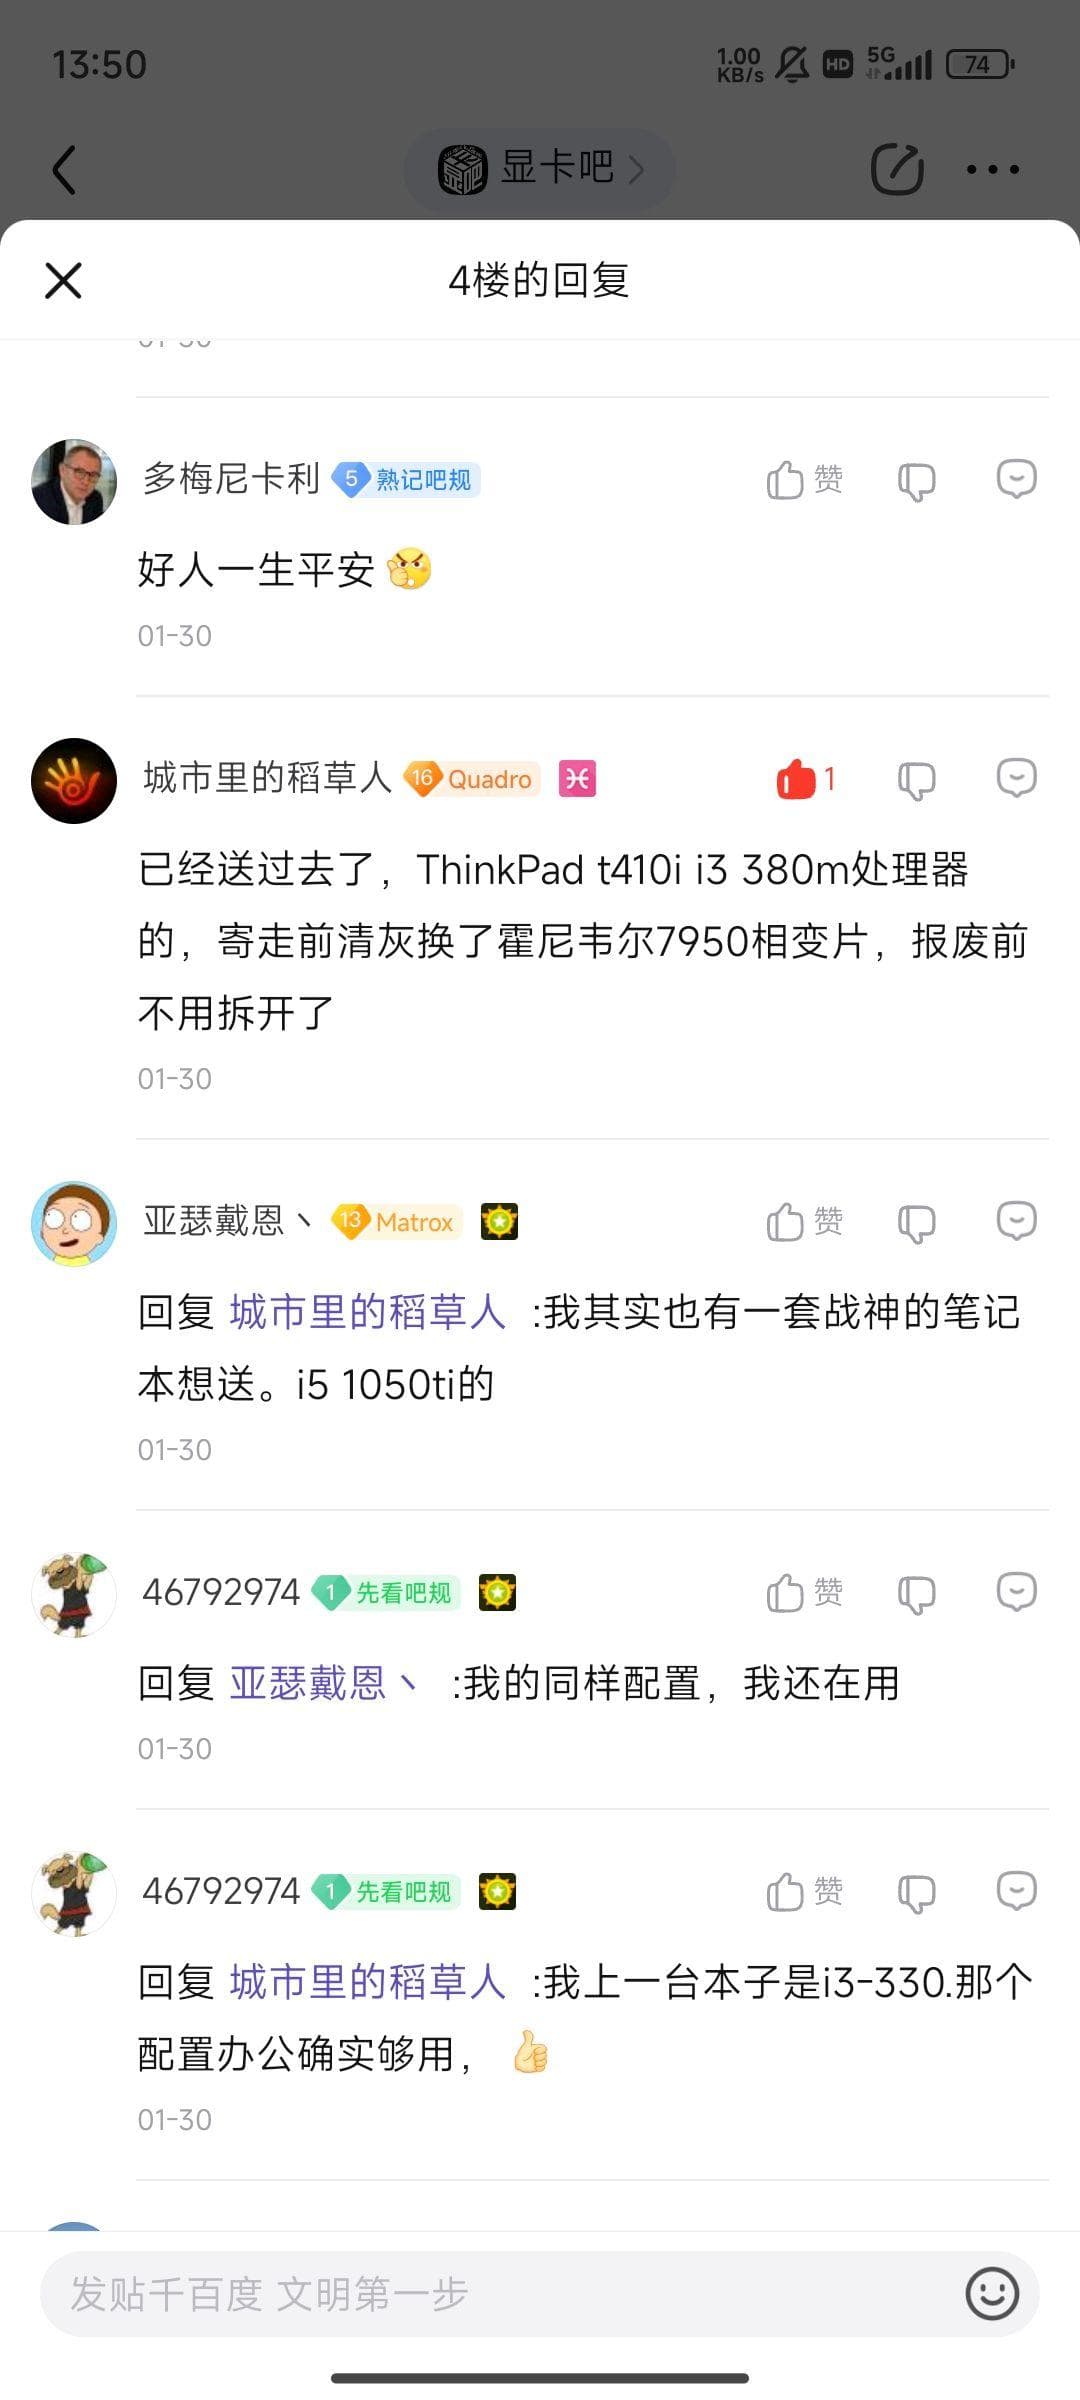 13:50
1.00 KB/s HD 5G 74
显卡吧
4楼的回复
01-30
多梅尼卡利 5 熟记吧规 赞
好人一生平安
01-30
城市里的稻草人 16 Quadro 1
已经送过去了，ThinkPad t410i i3 380m处理器
的，寄走前清灰换了霍尼韦尔7950相变片，报废前
不用拆开了
01-30
亚瑟戴恩丶 13 Matrox 赞
回复 城市里的稻草人 :我其实也有一套战神的笔记
本想送。i5 1050ti的
01-30
46792974 1 先看吧规 赞
回复 亚瑟戴恩丶 :我的同样配置，我还在用
01-30
46792974 1 先看吧规 赞
回复 城市里的稻草人 :我上一台本子是i3-330.那个
配置办公确实够用，
01-30
发贴千百度 文明第一步